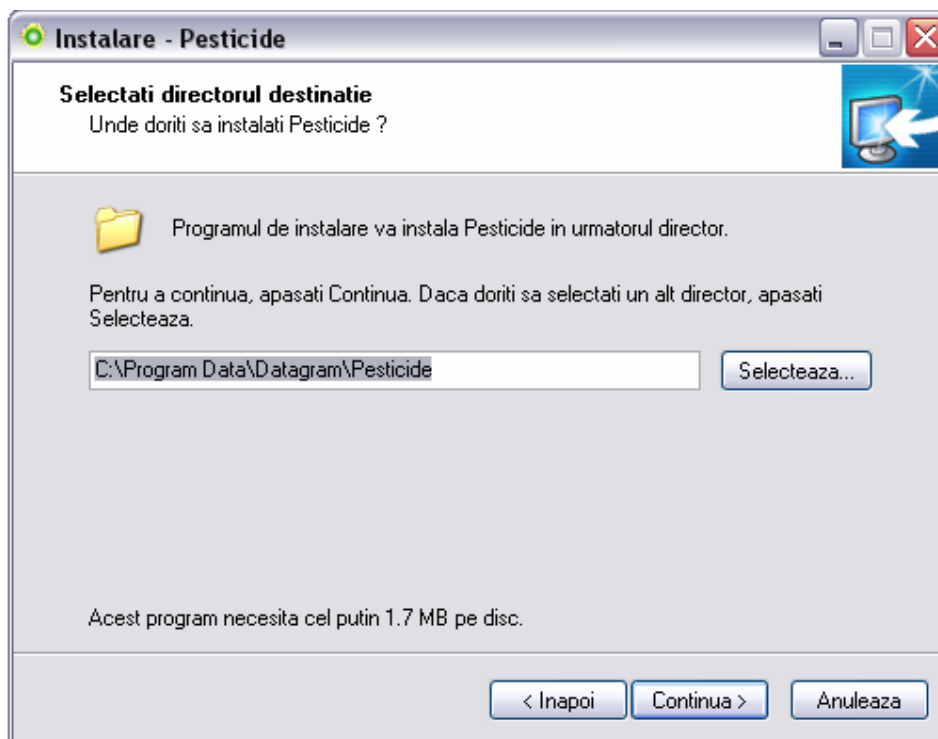 Instalare - Pesticide
Selectati directorul destinatie
Unde doriti sa instalati Pesticide ?
Programul de instalare va instala Pesticide in urmatorul director.
Pentru a continua, apasati Continua. Daca doriti sa selectati un alt director, apasati
Selecteaza.
C:\Program Data\Datagram\Pesticide
Selecteaza...
Acest program necesita cel putin 1.7 MB pe disc.
< Inapoi
Continua >
Anuleaza